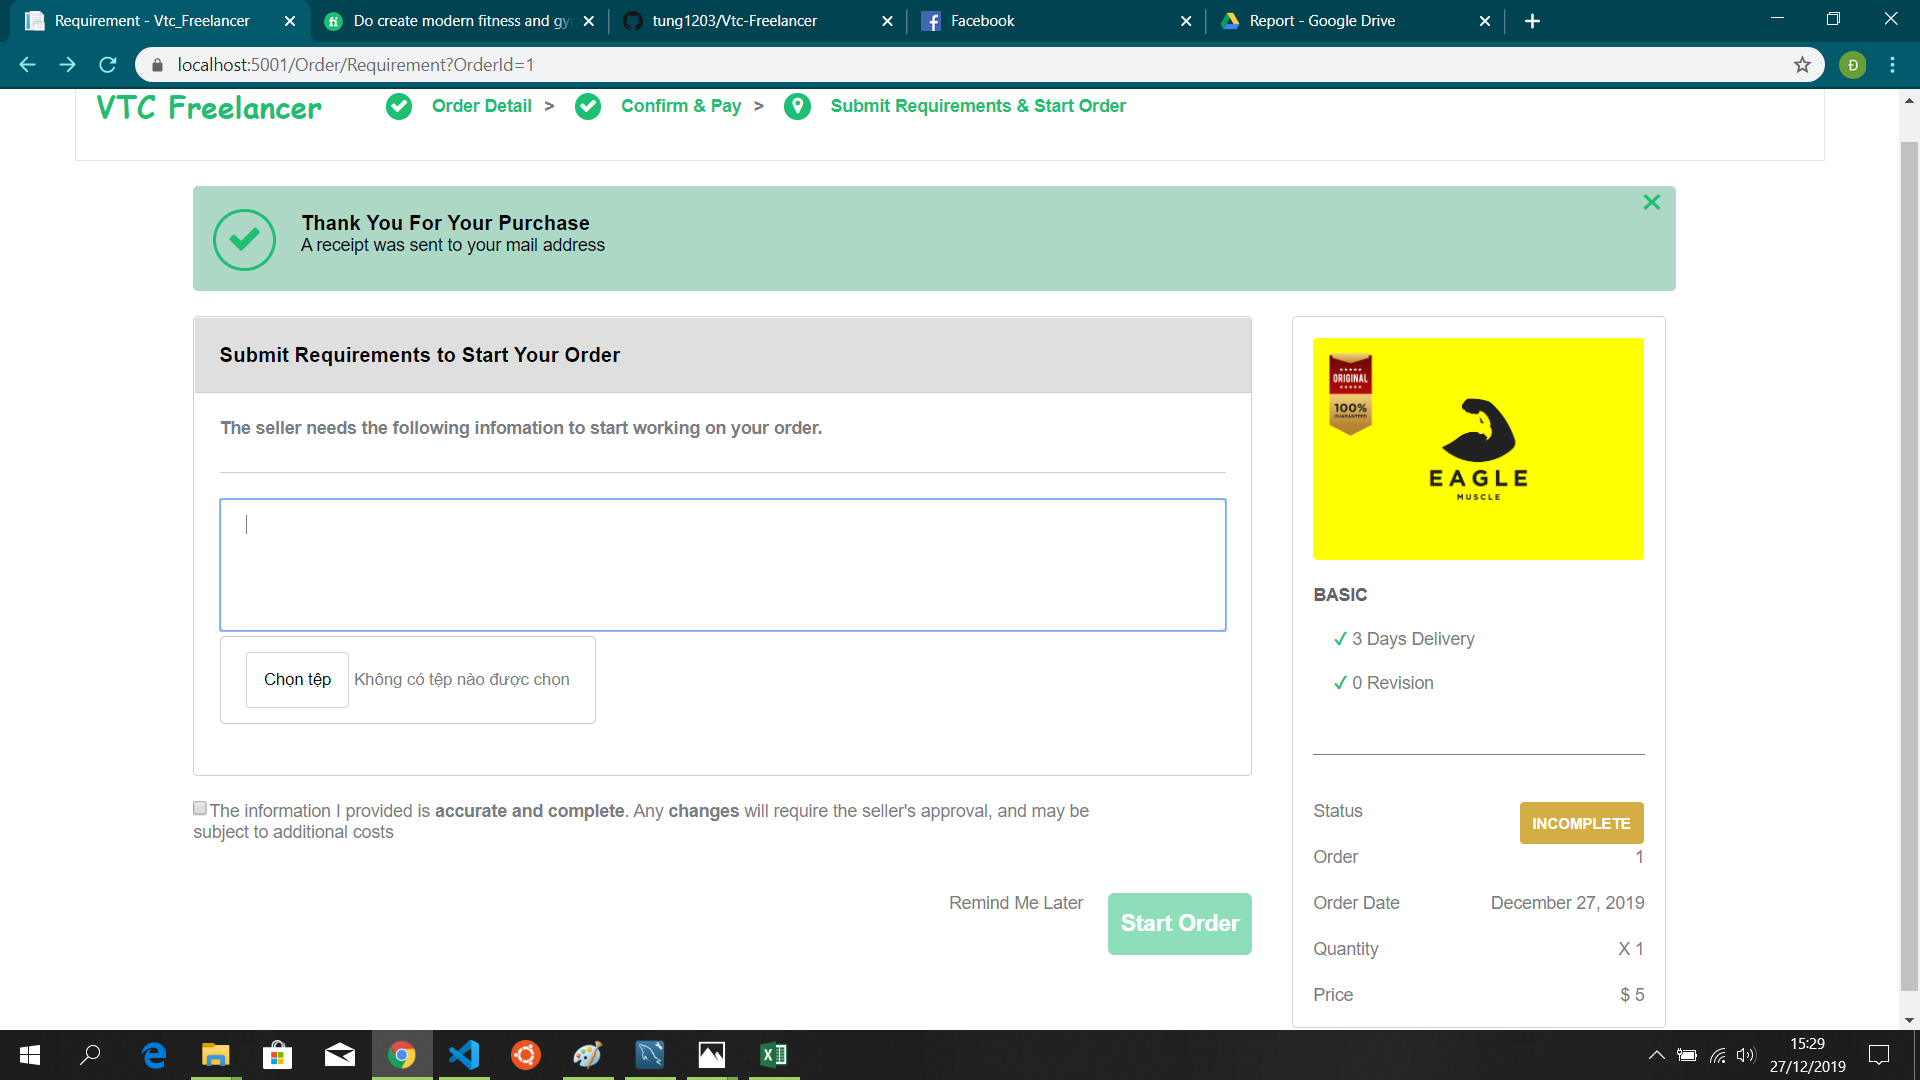 Requirement - Vtc_Freelancer
Do create modern fitness and gy
tung1203/Vtc-Freelancer
Facebook
Report - Google Drive
localhost:5001/Order/Requirement?OrderId=1
Đ
VTC Freelancer
Order Detail >
Confirm & Pay >
Submit Requirements & Start Order
Thank You For Your Purchase
A receipt was sent to your mail address
Submit Requirements to Start Your Order
The seller needs the following infomation to start working on your order.
Chọn tệp Không có tệp nào được chọn
The information I provided is accurate and complete. Any changes will require the seller's approval, and may be
subject to additional costs
Remind Me Later
Start Order
ORIGINAL
100%
GUARANTEED
EAGLE
MUSCLE
BASIC
3 Days Delivery
0 Revision
Status INCOMPLETE
Order 1
Order Date December 27, 2019
Quantity X 1
Price $ 5
15:29
27/12/2019